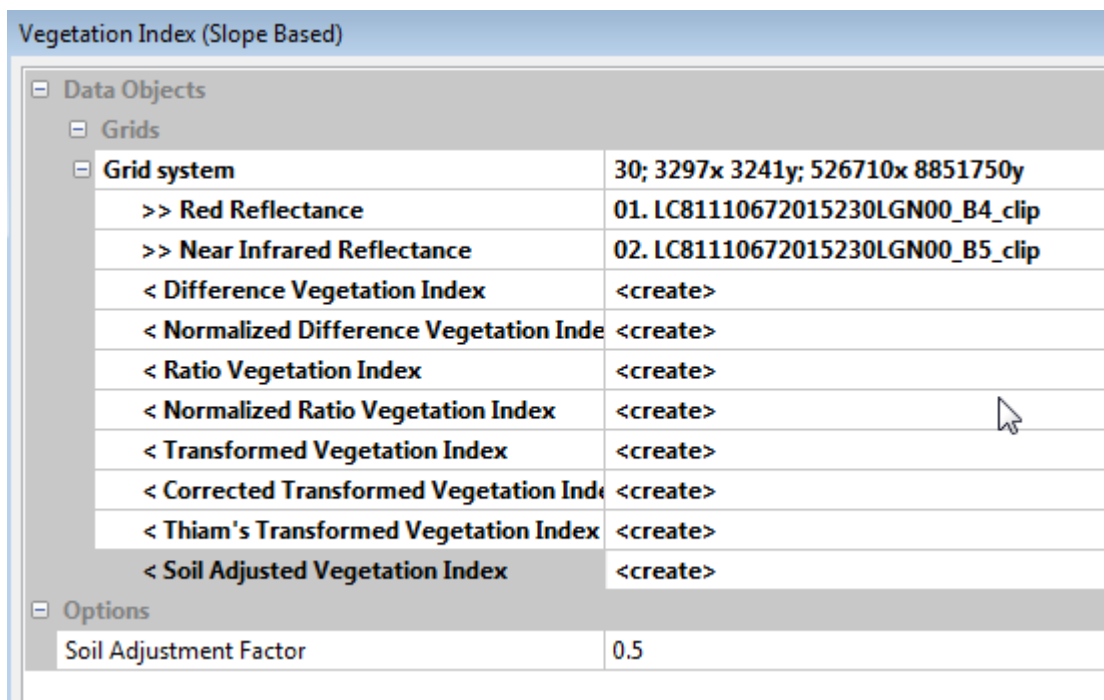 Vegetation Index (Slope Based)
Data Objects
Grids
Grid system 30; 3297x 3241y; 526710x 8851750y
>> Red Reflectance 01. LC81110672015230LGN00_B4_clip
>> Near Infrared Reflectance 02. LC81110672015230LGN00_B5_clip
< Difference Vegetation Index <create>
< Normalized Difference Vegetation Inde <create>
< Ratio Vegetation Index <create>
< Normalized Ratio Vegetation Index <create>
< Transformed Vegetation Index <create>
< Corrected Transformed Vegetation Inde <create>
< Thiam's Transformed Vegetation Index <create>
< Soil Adjusted Vegetation Index <create>
Options
Soil Adjustment Factor 0.5